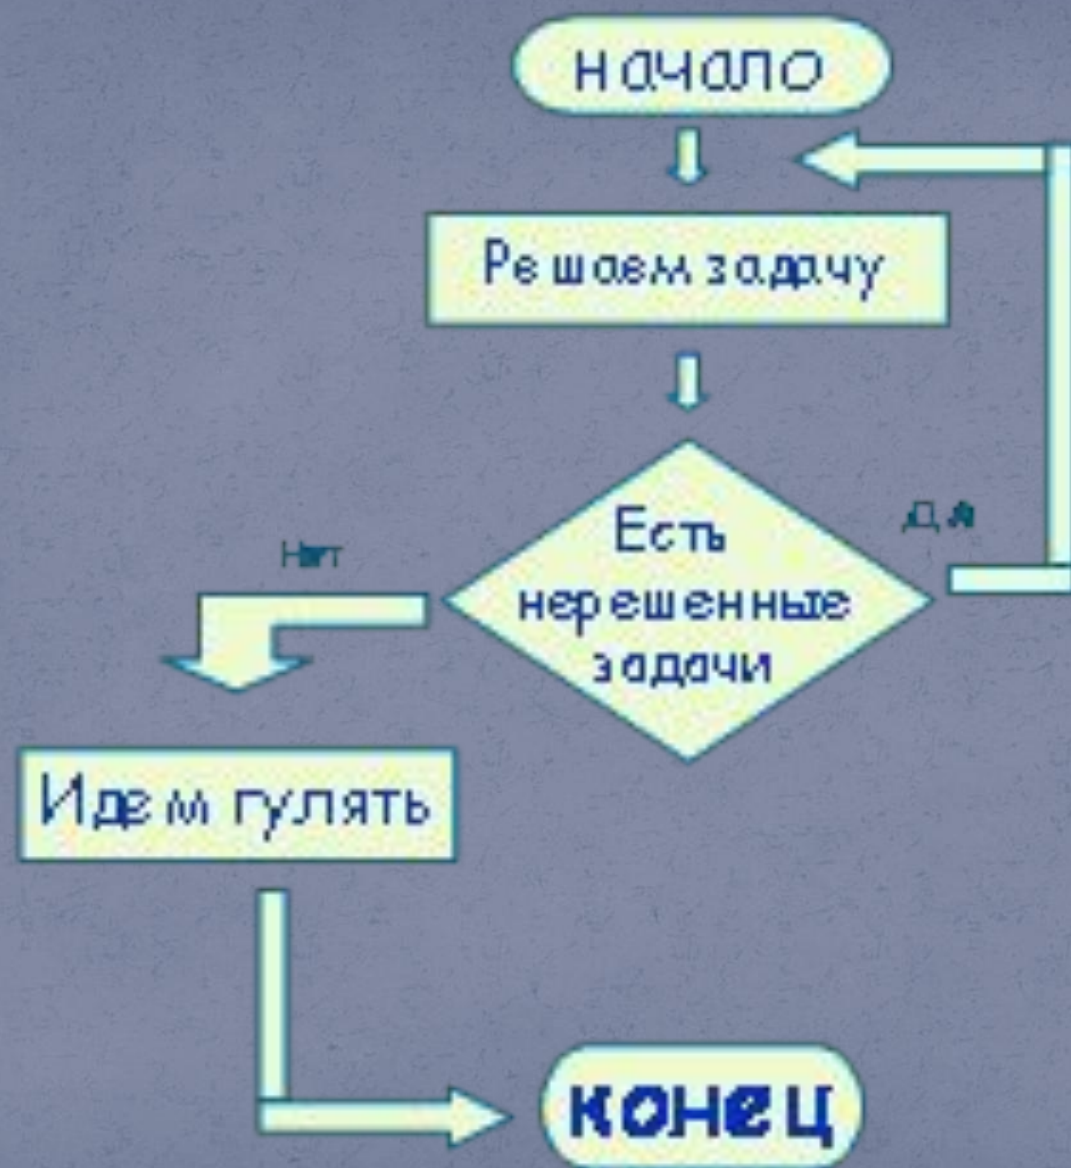 начало
Решаем задачу
Есть
нерешенные
задачи
Да
Нет
Идем гулять
конец